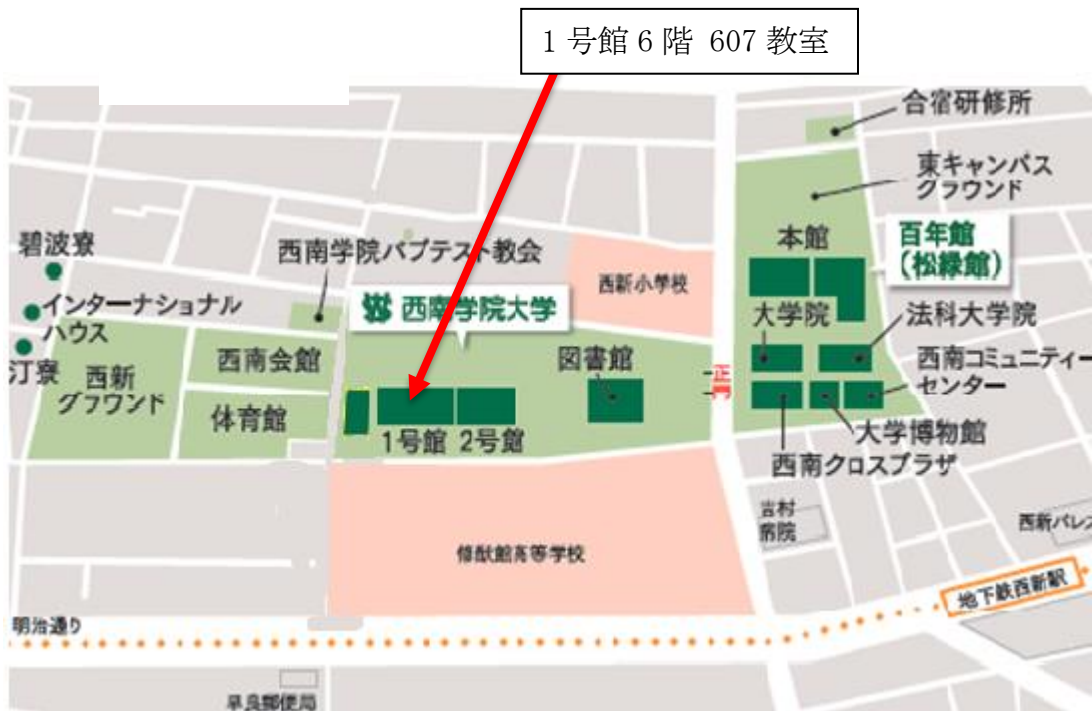 1号館6階 607教室
合宿研修所
東キャンパス
グラウンド
碧波寮
西南学院バプテスト教会
本館
百年館
(松緑館)
インターナショナル
ハウス
西新小学校
西南学院大学
大学院
法科大学院
汀寮
西新
グラウンド
西南会館
図書館
正門
西南コミュニティー
センター
体育館
1号館
2号館
大学博物館
西南クロスプラザ
吉村
病院
西新パレス
修猷館高等学校
地下鉄西新駅
明治通り
早良郵便局